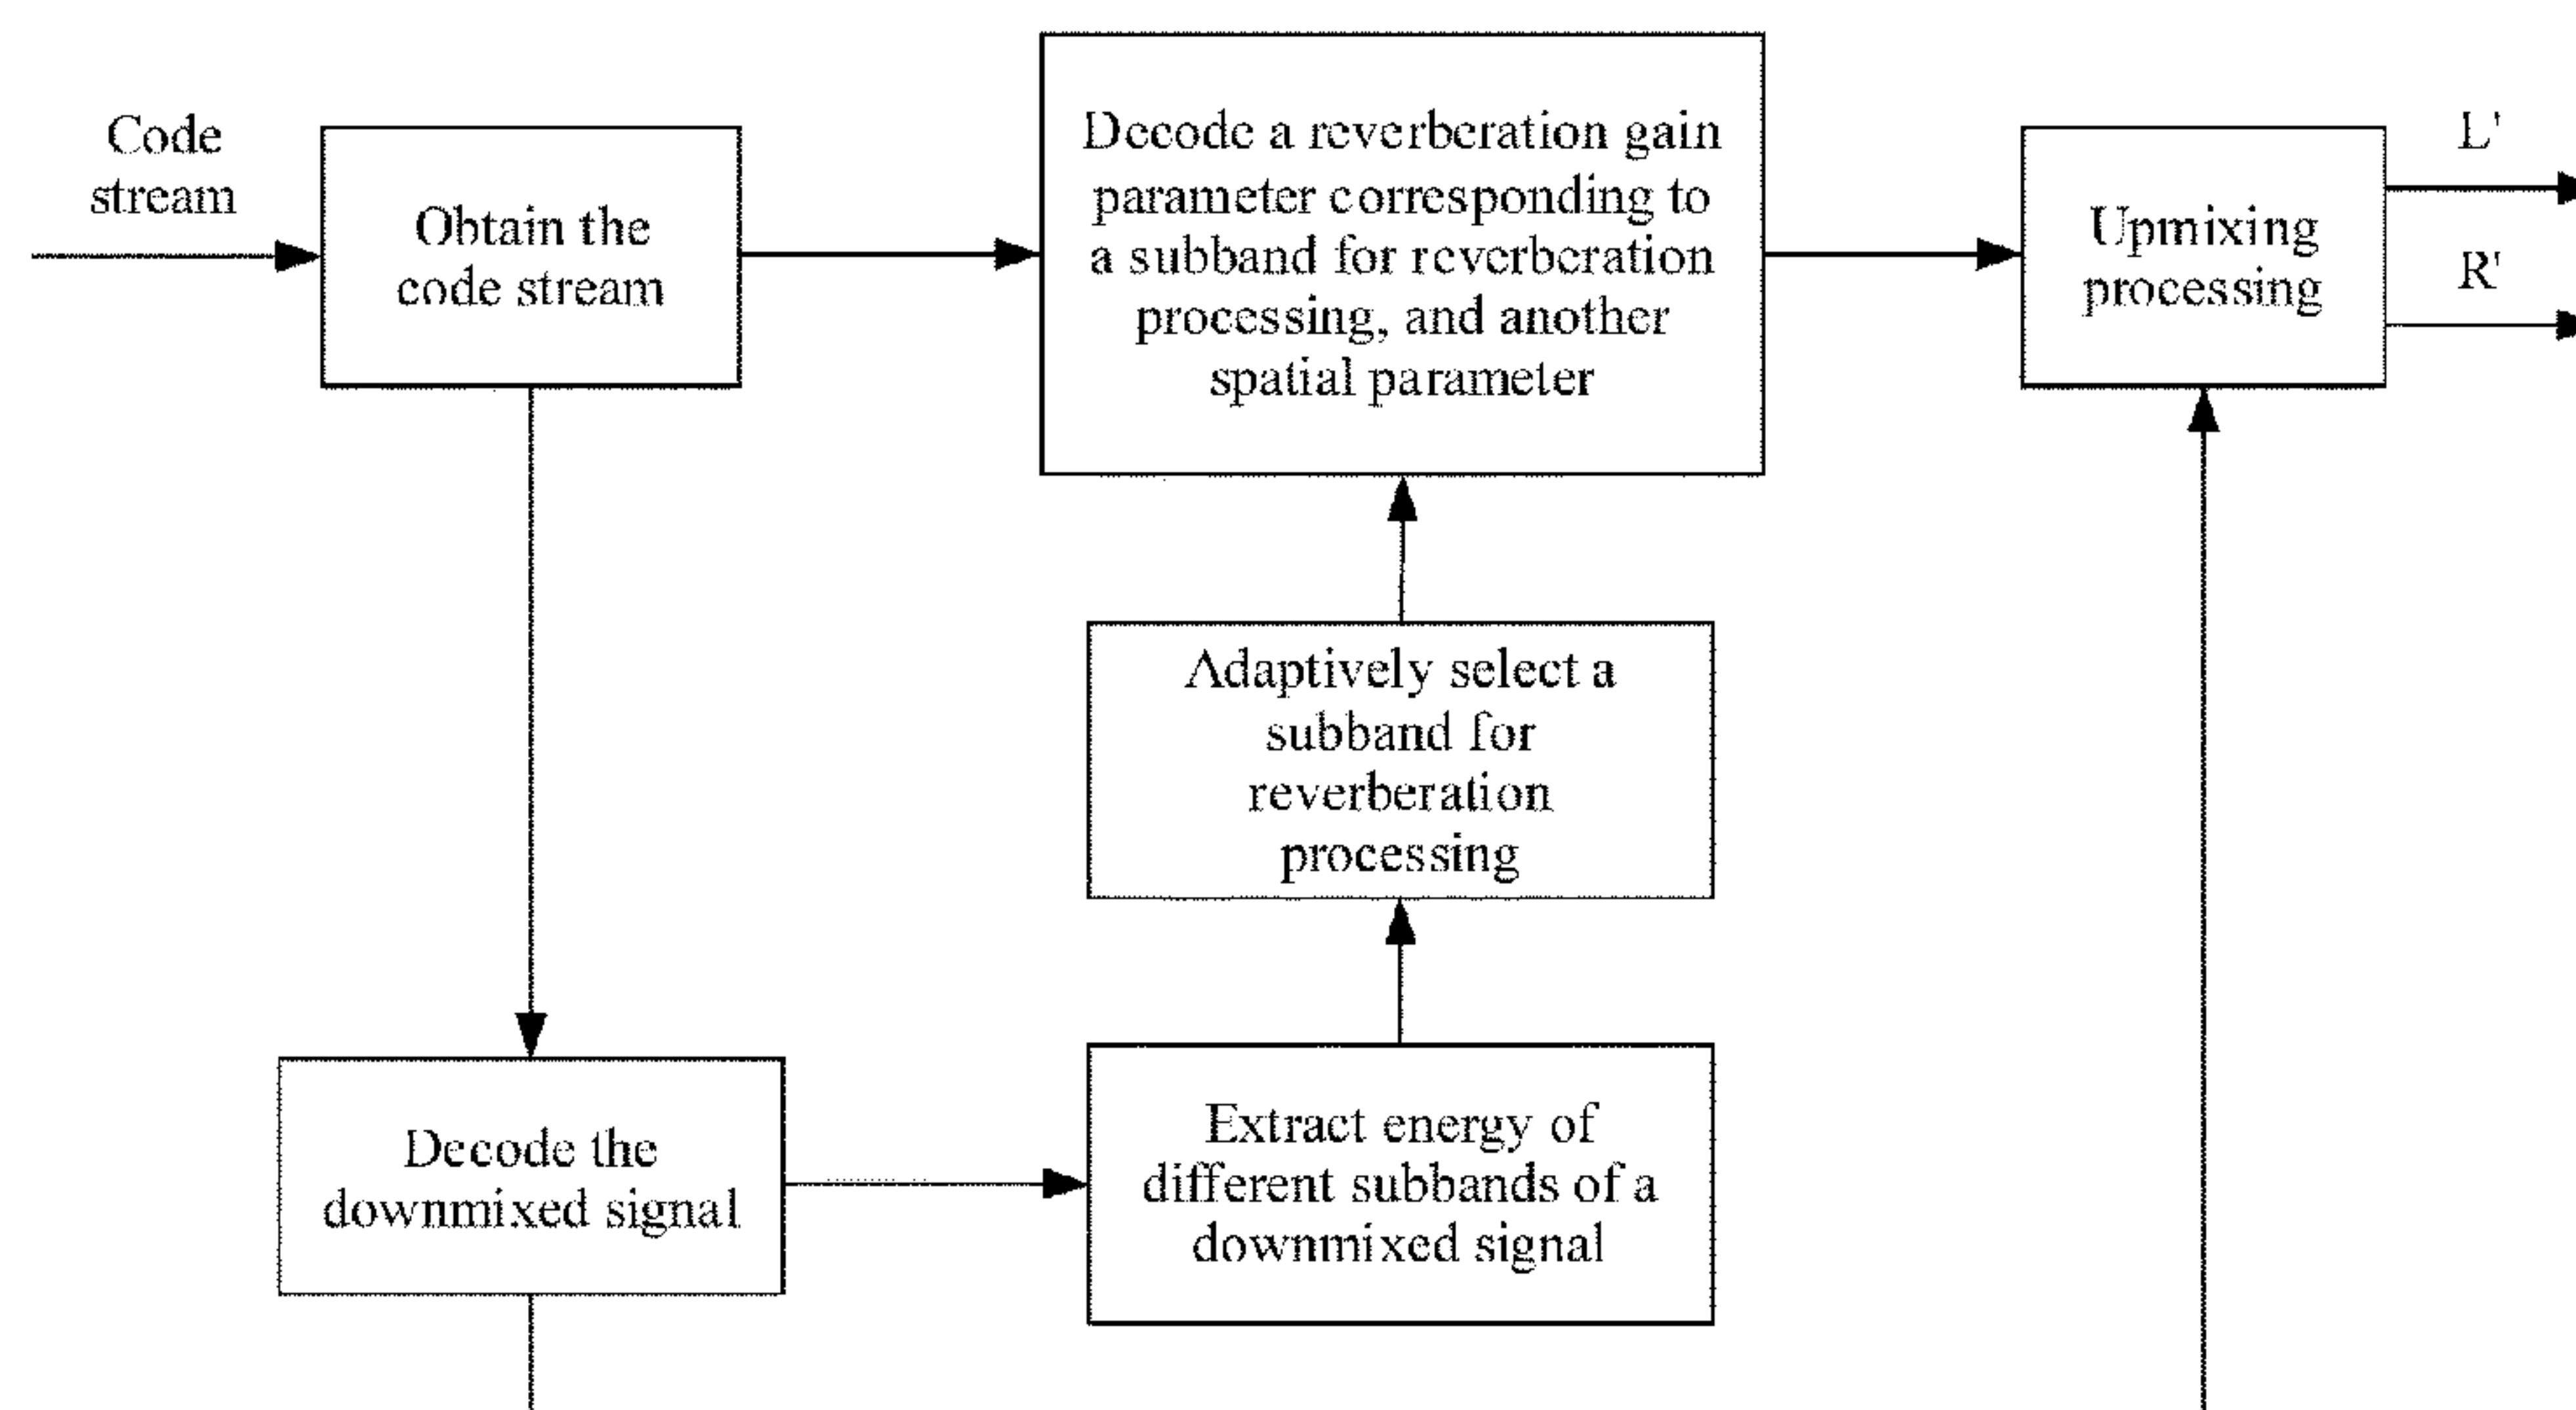 Code
stream
Obtain the
code stream
Decode a reverberation gain
parameter corresponding to
a subband for reverberation
processing, and another
spatial parameter
Upmixing
processing
L'
R'
Adaptively select a
subband for
reverberation
processing
Decode the
downmixed signal
Extract energy of
different subbands of a
downmixed signal